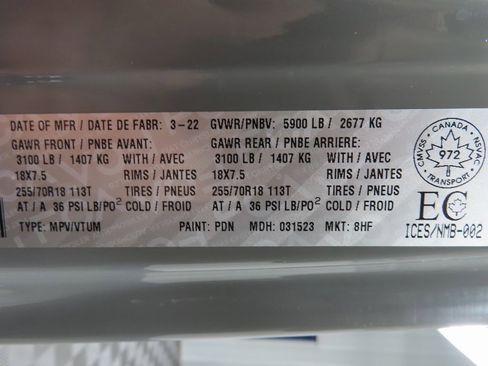 DATE OF MFR / DATE DE FABR: 3-22 GVWR/PNBV: 5900 LB / 2677 KG
GAWR FRONT / PNBE AVANT: GAWR REAR / PNBE ARRIERE:
3100 LB / 1407 KG WITH / AVEC 3100 LB / 1407 KG WITH / AVEC
18X7.5 RIMS / JANTES 18X7.5 RIMS / JANTES
255/70R18 113T TIRES / PNEUS 255/70R18 113T TIRES / PNEUS
AT / A 36 PSI LB/PO² COLD / FROID AT / A 36 PSI LB/PO² COLD / FROID
TYPE: MPV/VTUM PAINT: PDN MDH: 031523 MKT: 8HF
CANADA
CMVSS 972 NSVAC
TRANSPORT
EC
ICES/NMB-002